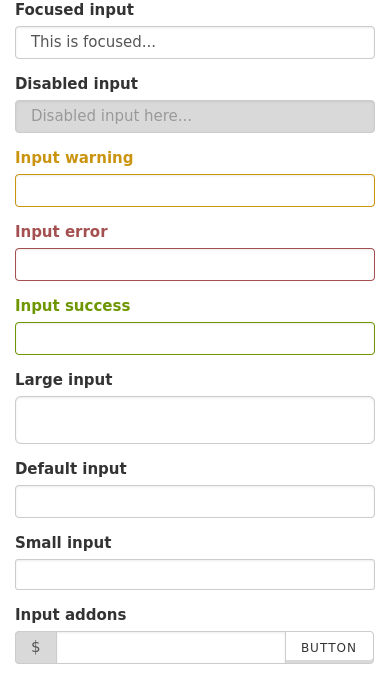 Focused input
This is focused...
Disabled input
Disabled input here...
Input warning
Input error
Input success
Large input
Default input
Small input
Input addons
$ BUTTON